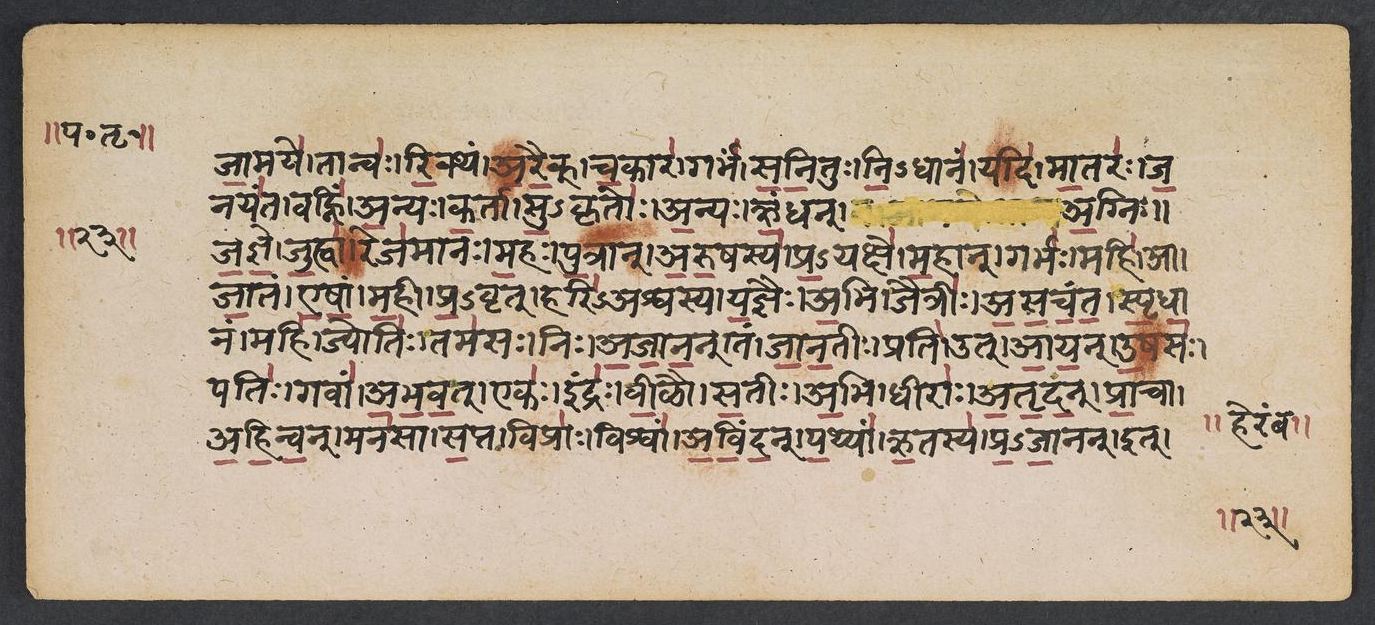 ॥प॰तृ॰॥
॥२३॥
जामये।तान्वः।रिक्थं।अरैक्।चकार।गर्भं।सनितुः।निऽधानं।यदि।मातरः।ज
नयंत।वह्निं।अन्यः।कर्ता।सुऽकृतोः।अन्यः।ऋंधन्। अग्निः॥
जज्ञे।जुह्वा।रेजमानः।महः।पुत्रान्।अरुषस्य।प्रऽयक्षे।महान्।गर्भः।महि।आ।
जातं।एषां।मही।प्रऽवृत्।हरिऽअश्वस्य।यज्ञैः।अभि।जैत्रीः।असचंत।स्पृधा
नं।महि।ज्योतिः।तमसः।निः।अजानन्।तं।जानतीः।प्रति।उत्।आयन्।उषसः।
पतिः।गवां।अभवत्।एकः।इंद्रः।वीळौ।सतीः।अभि।धीराः।अतृदन्।प्राचा।
अहिन्वन्।मनसा।सप्त।विप्राः।विश्वां।अविंदन्।पथ्यां।ऋतस्य।प्रऽजानन्।इत्।
॥हेरंब॥
॥२३॥